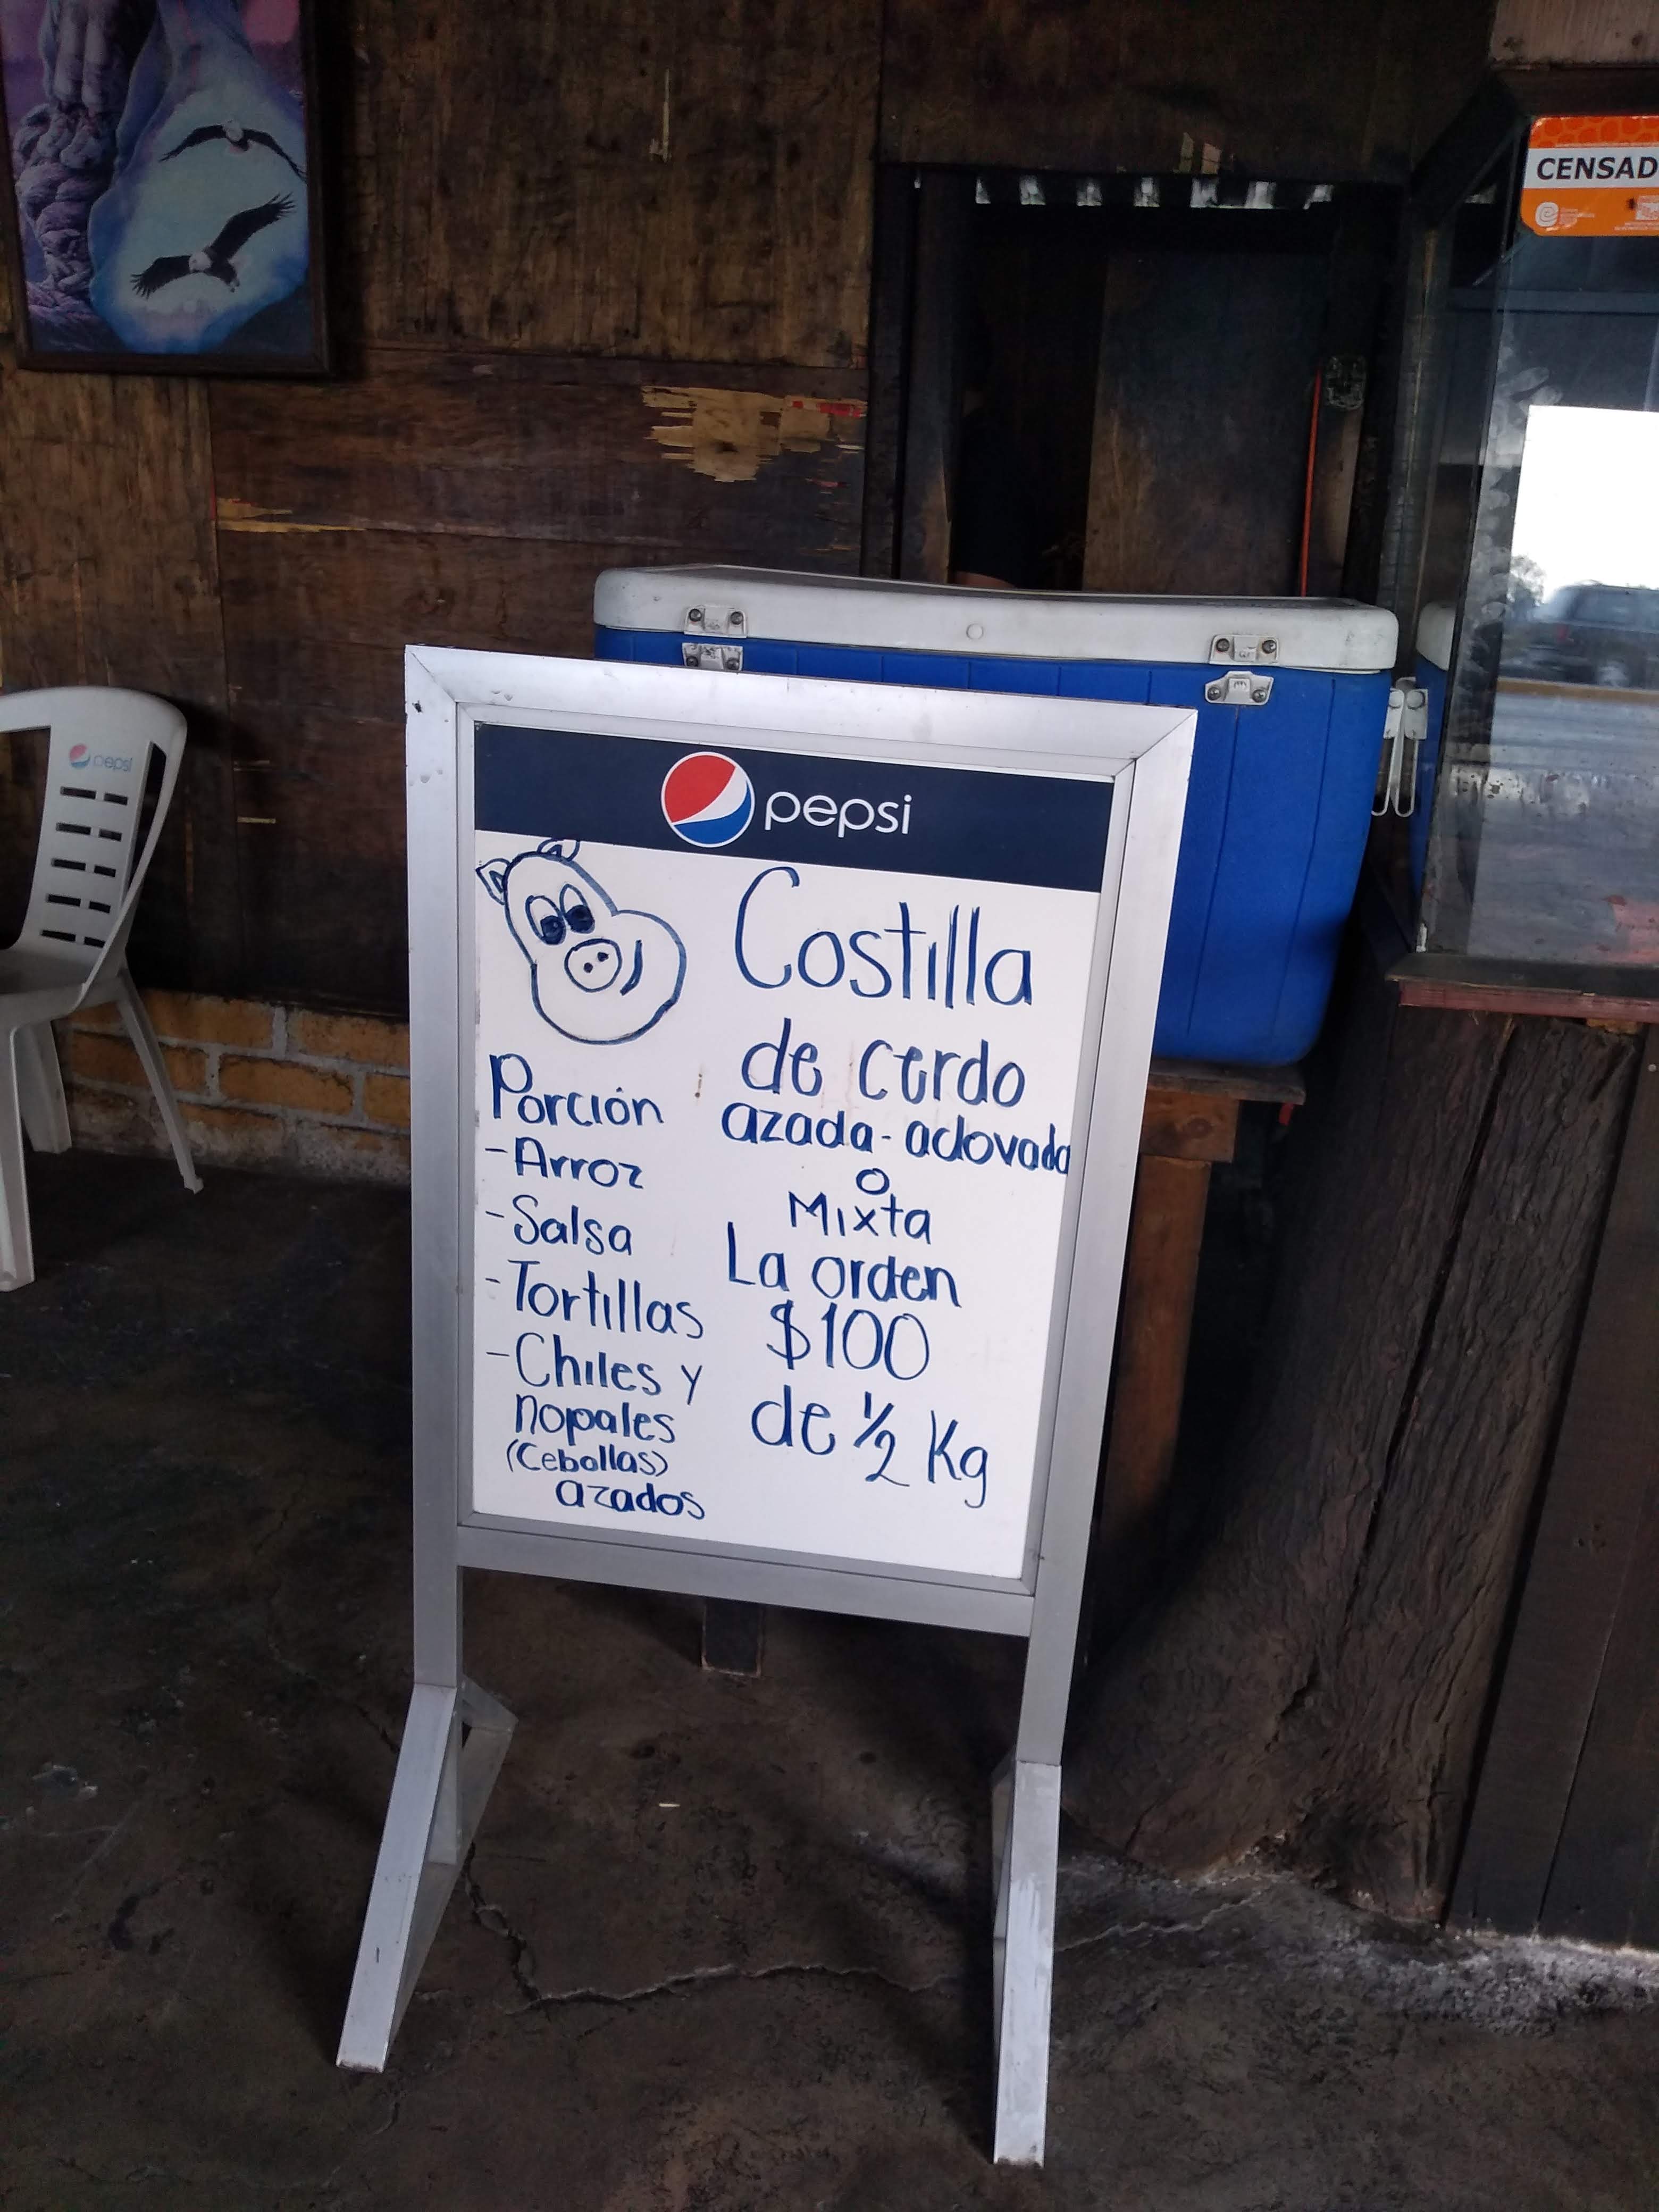 CENSAD
pepsi
pepsi
Costilla
de cerdo
azada-adovada
o
Mixta
La orden
$100
de ½ Kg
Porción
-Arroz
-Salsa
-Tortillas
-Chiles y
nopales
(Cebollas)
azados